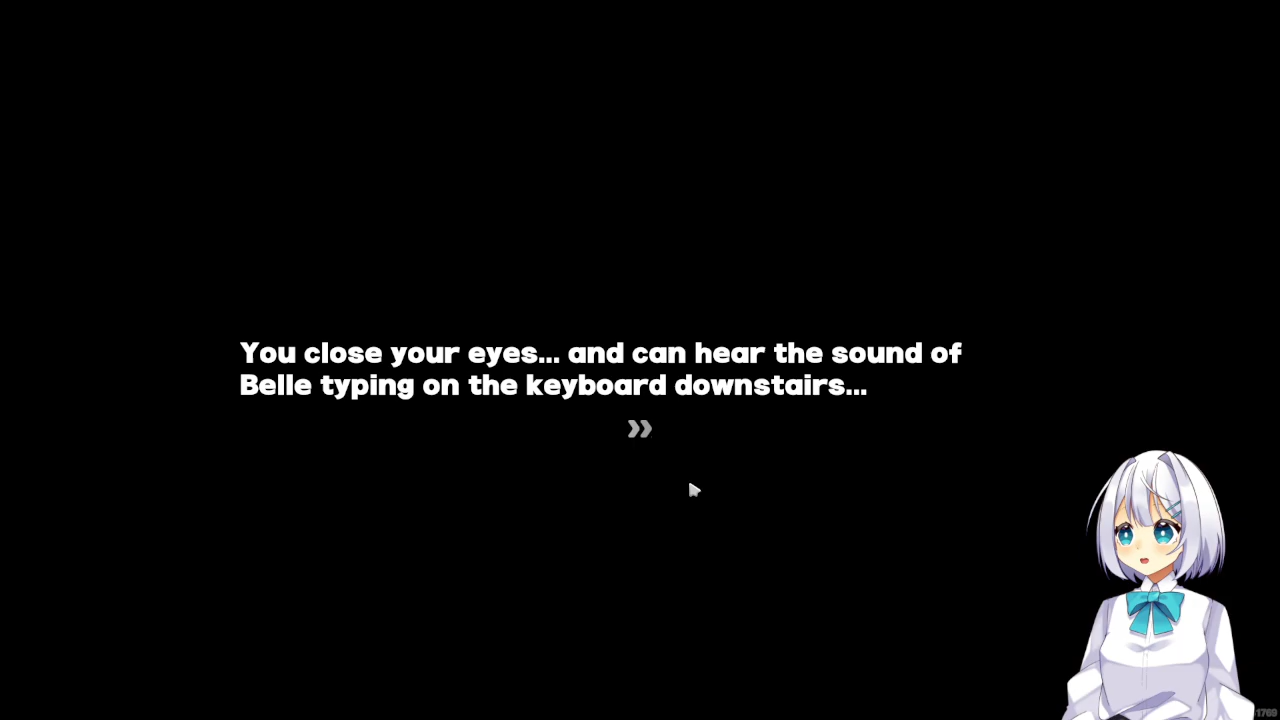 You close your eyes... and can hear the sound of
Belle typing on the keyboard downstairs...